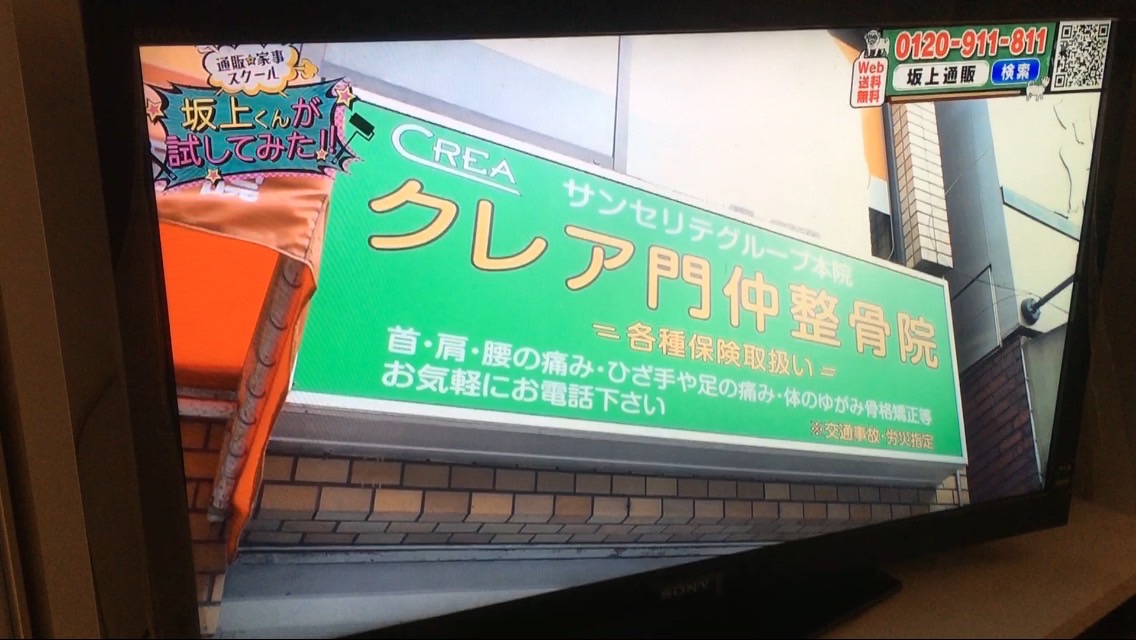 通販☆家事
スクール
坂上くんが
試してみた!!
0120-911-811
Web
送料
無料
坂上通販
検索
CREA
サンセリテグループ本院
クレア門仲整骨院
=各種保険取扱い=
首・肩・腰の痛み・ひざ手や足の痛み・体のゆがみ骨格矯正等
お気軽にお電話下さい
※交通事故・労災指定
SONY